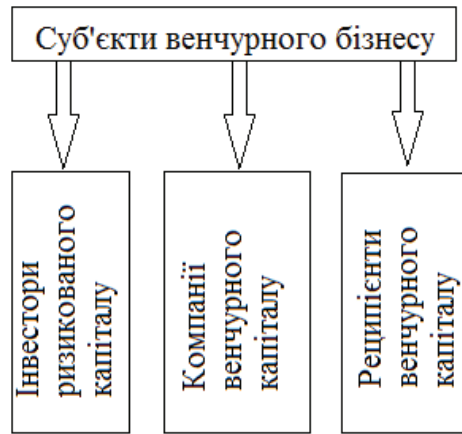 Суб'єкти венчурного бізнесу
Інвестори
ризикованого
капіталу
Компанії
венчурного
капіталу
Реципієнти
венчурного
капіталу